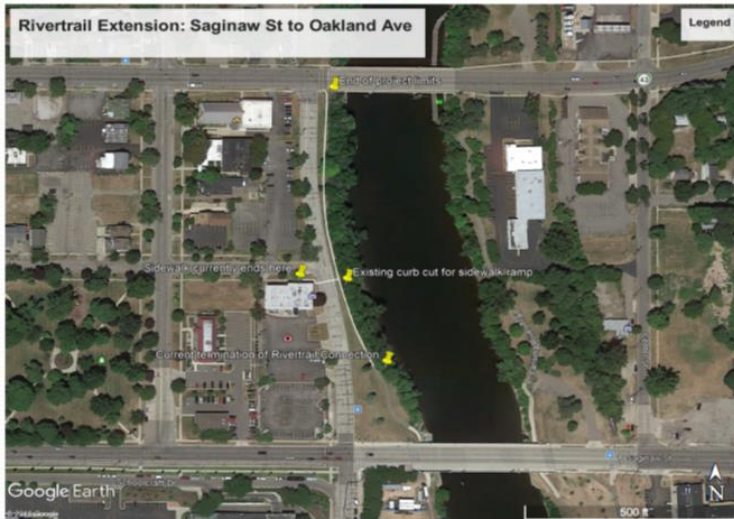 Rivertrail Extension: Saginaw St to Oakland Ave
Legend
End of project limits
43
Sidewalk currently ends here
Existing curb cut for sidewalk ramp
Current termination of Rivertrail Connection
Google Earth
N
500 ft